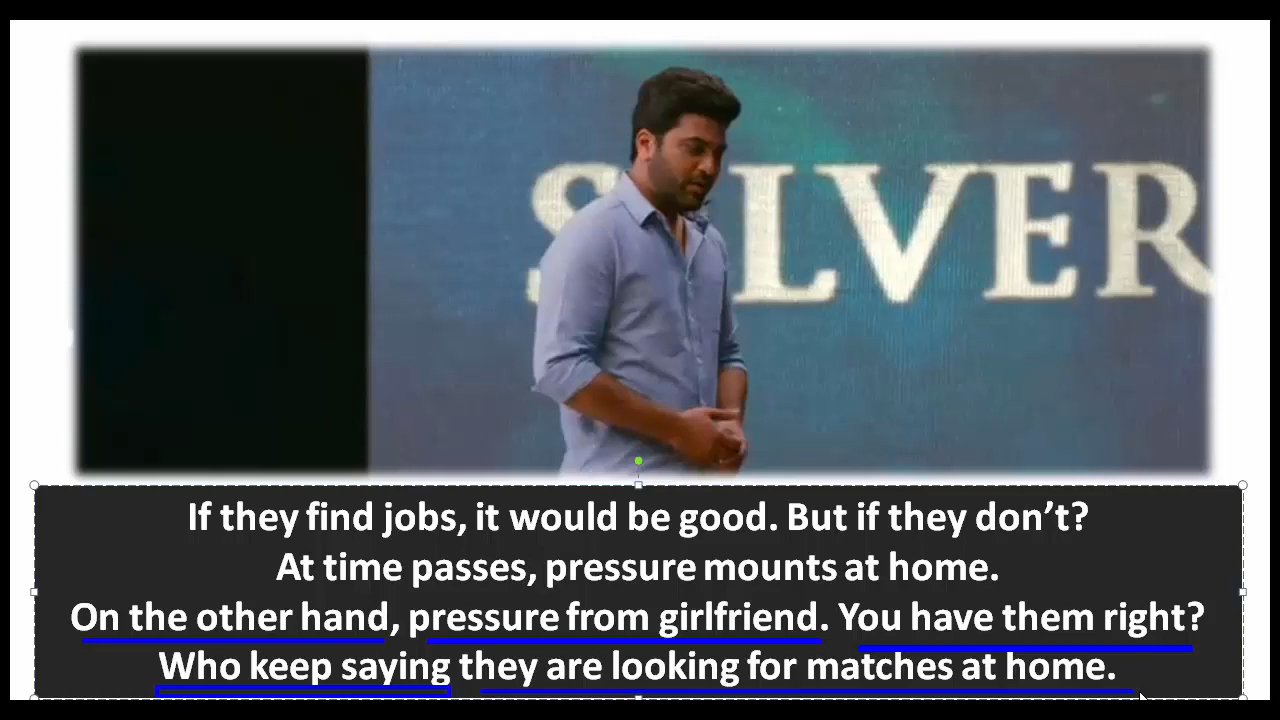 SILVER
If they find jobs, it would be good. But if they don’t?
At time passes, pressure mounts at home.
On the other hand, pressure from girlfriend. You have them right?
Who keep saying they are looking for matches at home.